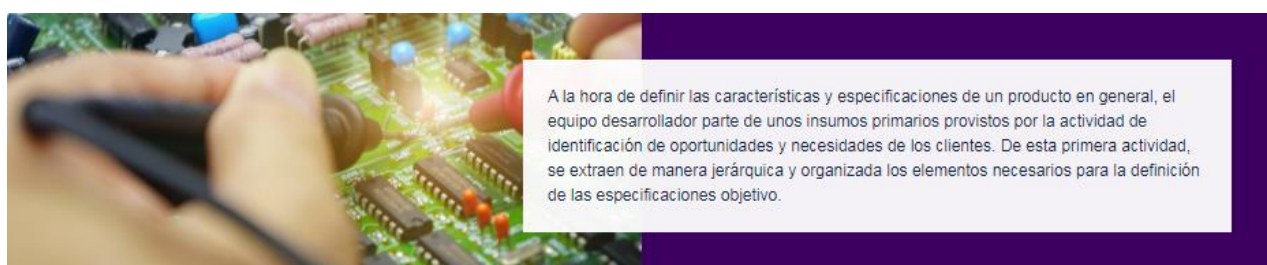 A la hora de definir las características y especificaciones de un producto en general, el
equipo desarrollador parte de unos insumos primarios provistos por la actividad de
identificación de oportunidades y necesidades de los clientes. De esta primera actividad,
se extraen de manera jerárquica y organizada los elementos necesarios para la definición
de las especificaciones objetivo.